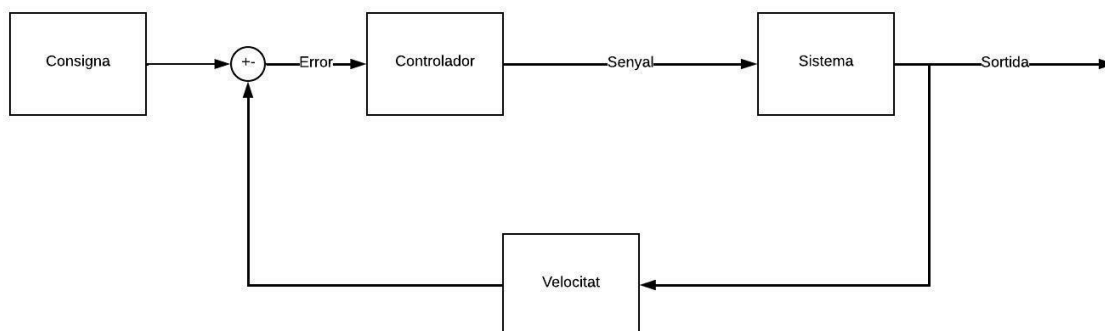 Consigna
+-
Error
Controlador
Senyal
Sistema
Sortida
Velocitat